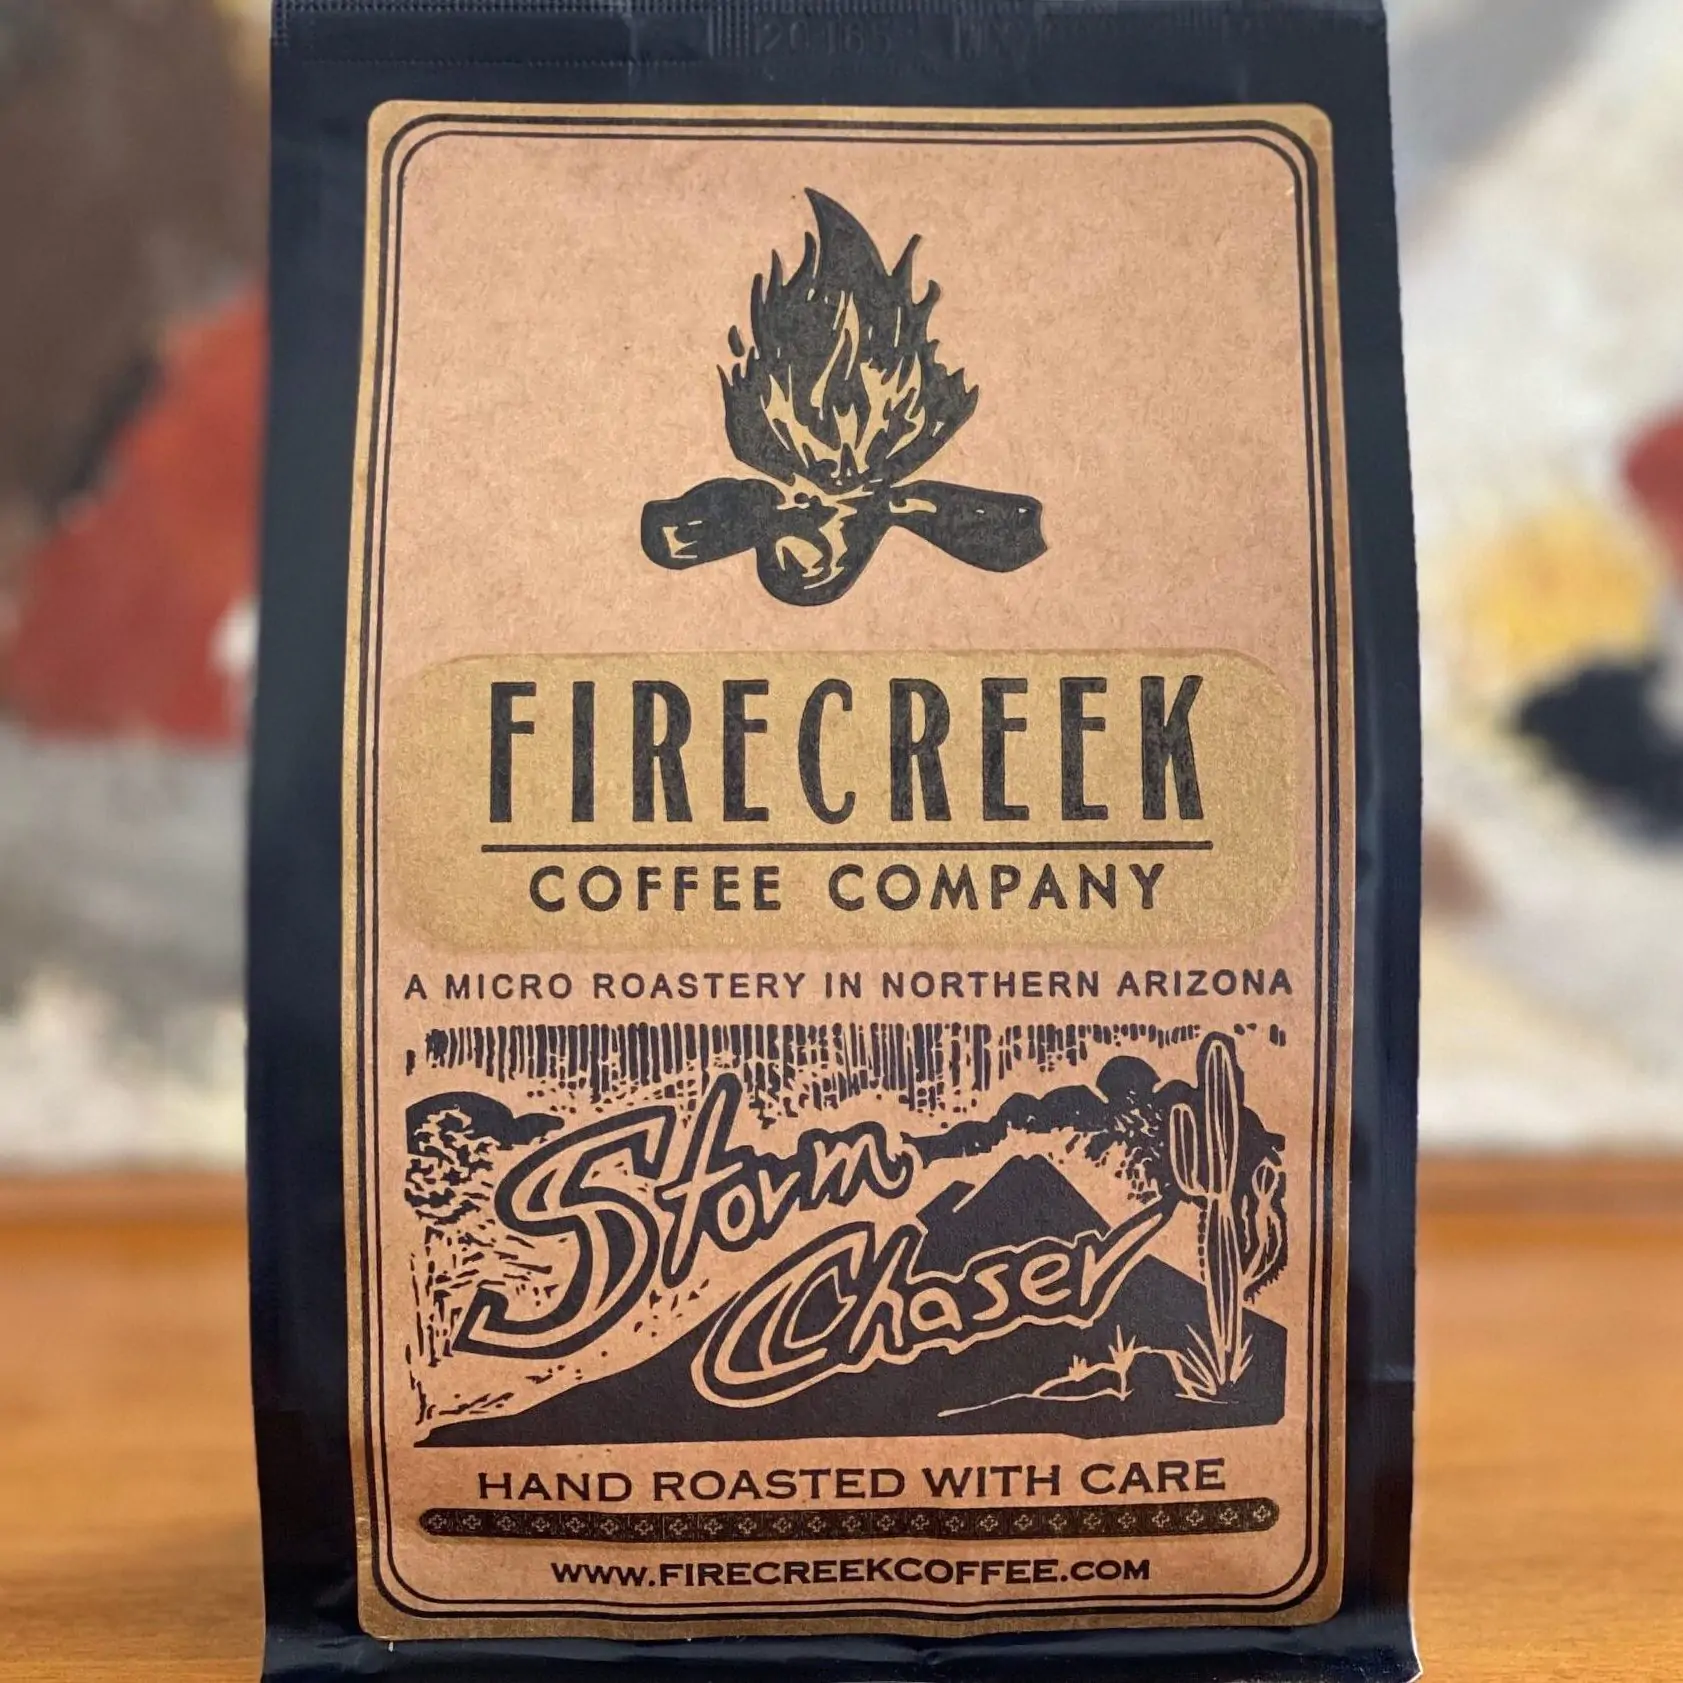 FIRECREEK
COFFEE COMPANY
A MICRO ROASTERY IN NORTHERN ARIZONA
Storm
Chaser
HAND ROASTED WITH CARE
WWW.FIRECREEKCOFFEE.COM